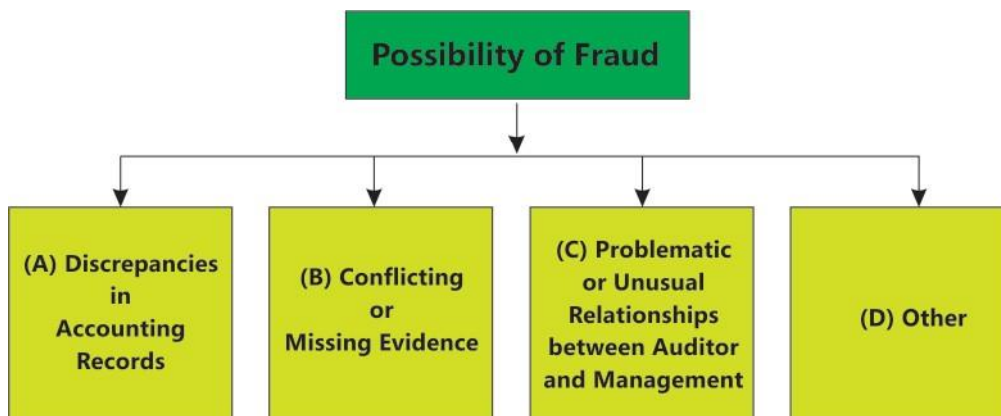 Possibility of Fraud
(A) Discrepancies
in
Accounting
Records
(B) Conflicting
or
Missing Evidence
(C) Problematic
or Unusual
Relationships
between Auditor
and Management
(D) Other